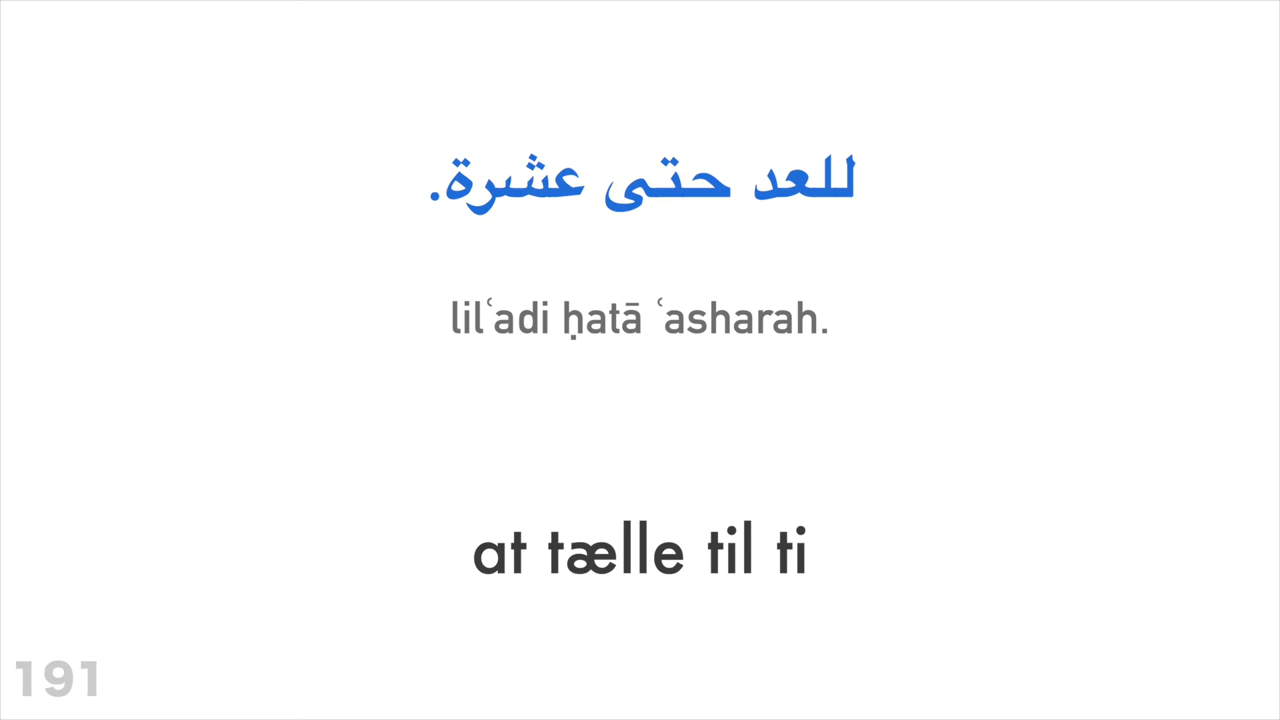 للعد حتى عشرة.
lilʿadi ḥatā ʿasharah.
at tælle til ti
191